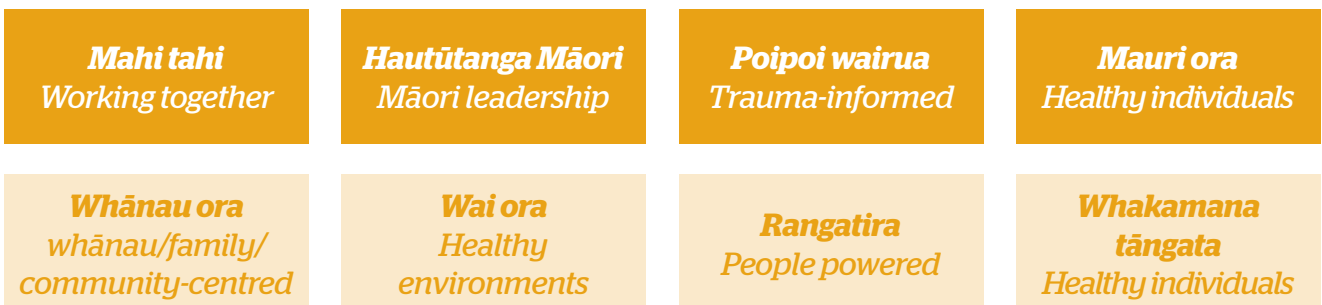 Mahi tahi
Working together
Hautūtanga Māori
Māori leadership
Poipoi wairua
Trauma-informed
Mauri ora
Healthy individuals
Whānau ora
whānau/family/
community-centred
Wai ora
Healthy
environments
Rangatira
People powered
Whakamana
tāngata
Healthy individuals